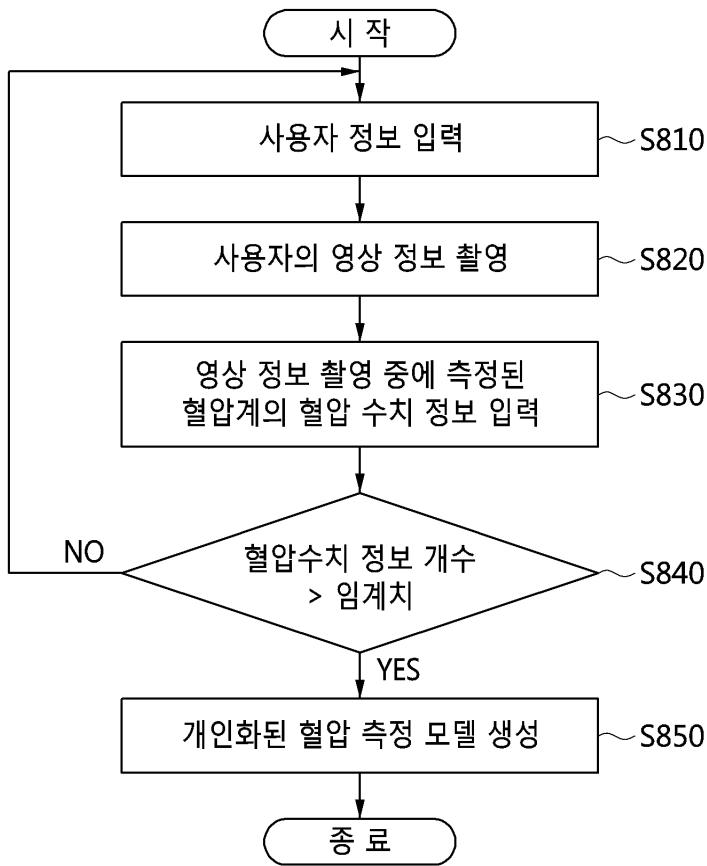 시 작
사용자 정보 입력
S810
사용자의 영상 정보 촬영
S820
영상 정보 촬영 중에 측정된
혈압계의 혈압 수치 정보 입력
S830
NO
혈압수치 정보 개수
> 임계치
S840
YES
개인화된 혈압 측정 모델 생성
S850
종 료